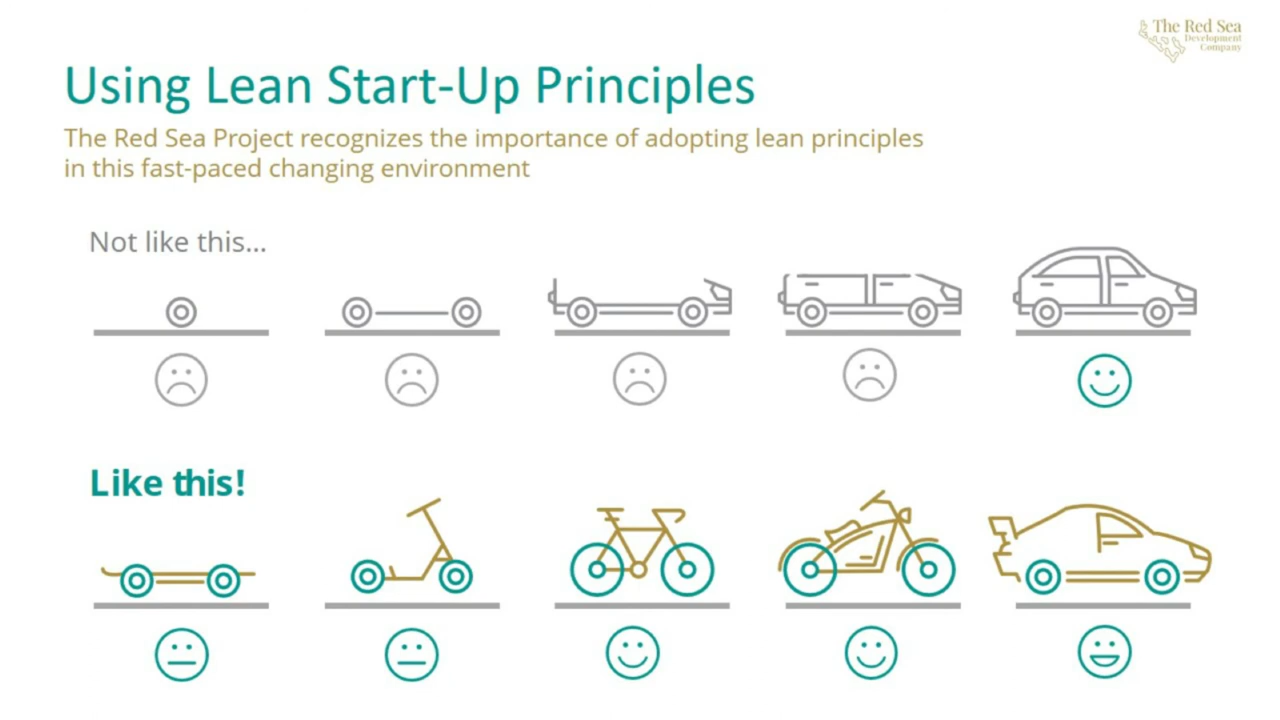 The Red Sea
Development
Company
Using Lean Start-Up Principles
The Red Sea Project recognizes the importance of adopting lean principles
in this fast-paced changing environment
Not like this...
Like this!